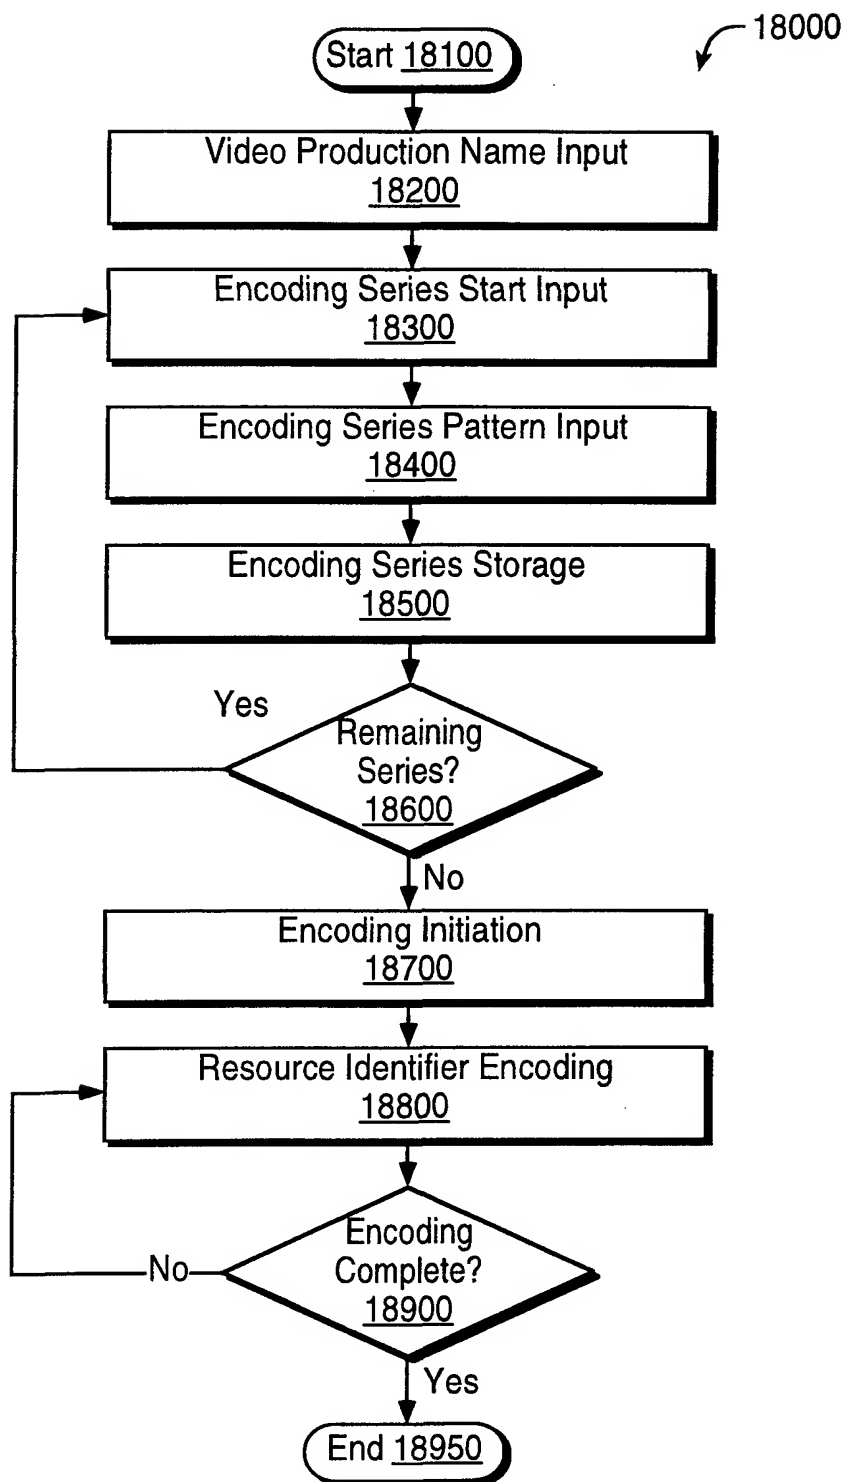 18000
Start 18100
Video Production Name Input
18200
Encoding Series Start Input
18300
Encoding Series Pattern Input
18400
Encoding Series Storage
18500
Yes
Remaining
Series?
18600
No
Encoding Initiation
18700
Resource Identifier Encoding
18800
Encoding
Complete?
18900
No
Yes
End 18950